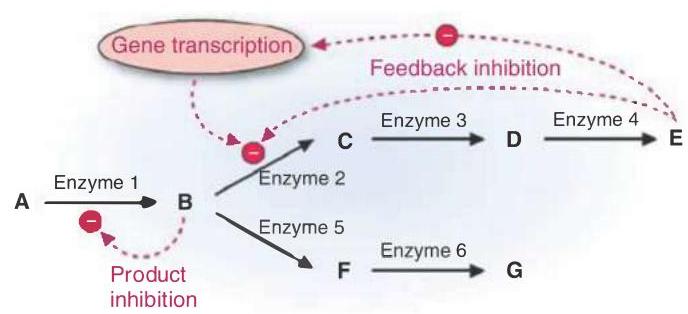 Gene transcription
Feedback inhibition
A
Enzyme 1
B
Enzyme 2
C
Enzyme 3
D
Enzyme 4
E
Enzyme 5
F
Enzyme 6
G
Product
inhibition